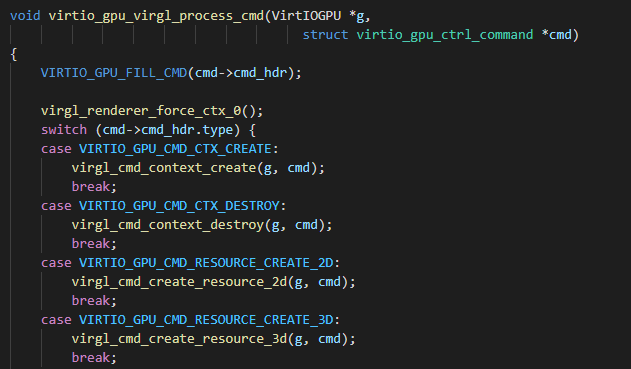 void virtio_gpu_virgl_process_cmd(VirtIOGPU *g,
struct virtio_gpu_ctrl_command *cmd)
{
VIRTIO_GPU_FILL_CMD(cmd->cmd_hdr);
virgl_renderer_force_ctx_0();
switch (cmd->cmd_hdr.type) {
case VIRTIO_GPU_CMD_CTX_CREATE:
virgl_cmd_context_create(g, cmd);
break;
case VIRTIO_GPU_CMD_CTX_DESTROY:
virgl_cmd_context_destroy(g, cmd);
break;
case VIRTIO_GPU_CMD_RESOURCE_CREATE_2D:
virgl_cmd_create_resource_2d(g, cmd);
break;
case VIRTIO_GPU_CMD_RESOURCE_CREATE_3D:
virgl_cmd_create_resource_3d(g, cmd);
break;